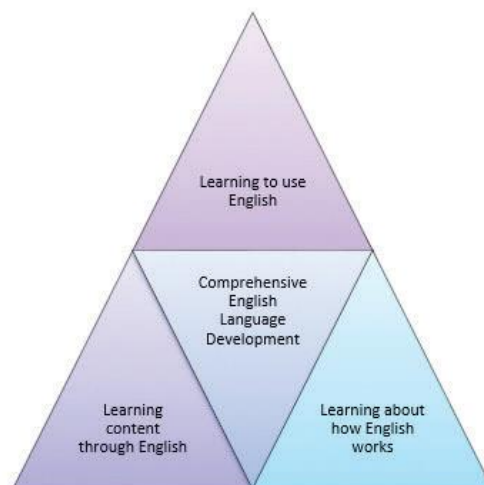 Learning to use
English
Comprehensive
English
Language
Development
Learning
content
through English
Learning about
how English
works